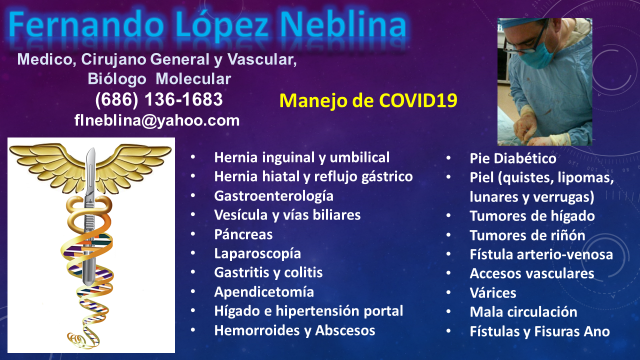 Fernando López Neblina
Medico, Cirujano General y Vascular,
Biólogo Molecular
(686) 136-1683
flneblina@yahoo.com
Manejo de COVID19
• Hernia inguinal y umbilical
• Hernia hiatal y reflujo gástrico
• Gastroenterología
• Vesícula y vías biliares
• Páncreas
• Laparoscopía
• Gastritis y colitis
• Apendicetomía
• Hígado e hipertensión portal
• Hemorroides y Abscesos
• Pie Diabético
• Piel (quistes, lipomas,
lunares y verrugas)
• Tumores de hígado
• Tumores de riñón
• Fístula arterio-venosa
• Accesos vasculares
• Várices
• Mala circulación
• Fístulas y Fisuras Ano